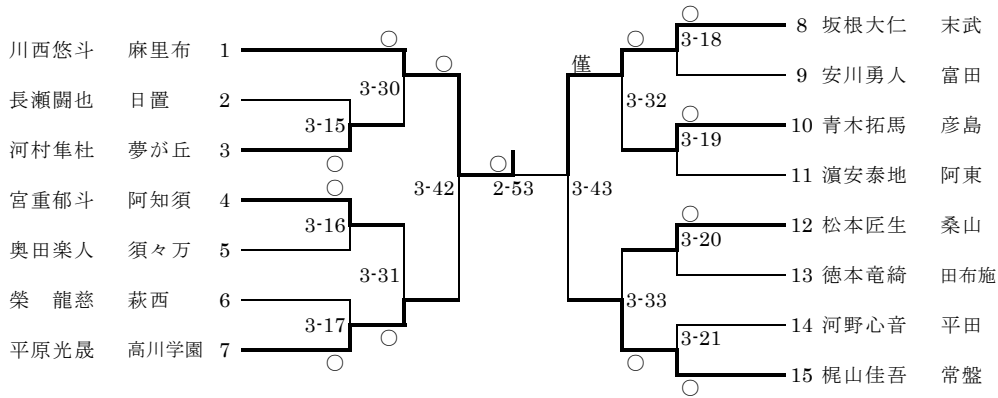 川西悠斗 麻里布 1
長瀬闘也 日置 2
河村隼杜 夢が丘 3
宮重郁斗 阿知須 4
奥田楽人 須々万 5
榮 龍慈 萩西 6
平原光晟 高川学園 7
○
3-30
3-15
○
○
3-16
3-31
3-17
○
○
○
3-42
○
2-53
僅
3-43
○
3-32
○
3-18
○
3-19
○
3-20
3-33
3-21
○
○
8 坂根大仁 末武
9 安川勇人 富田
10 青木拓馬 彦島
11 濵安泰地 阿東
12 松本匠生 桑山
13 徳本竜綺 田布施
14 河野心音 平田
15 梶山佳吾 常盤